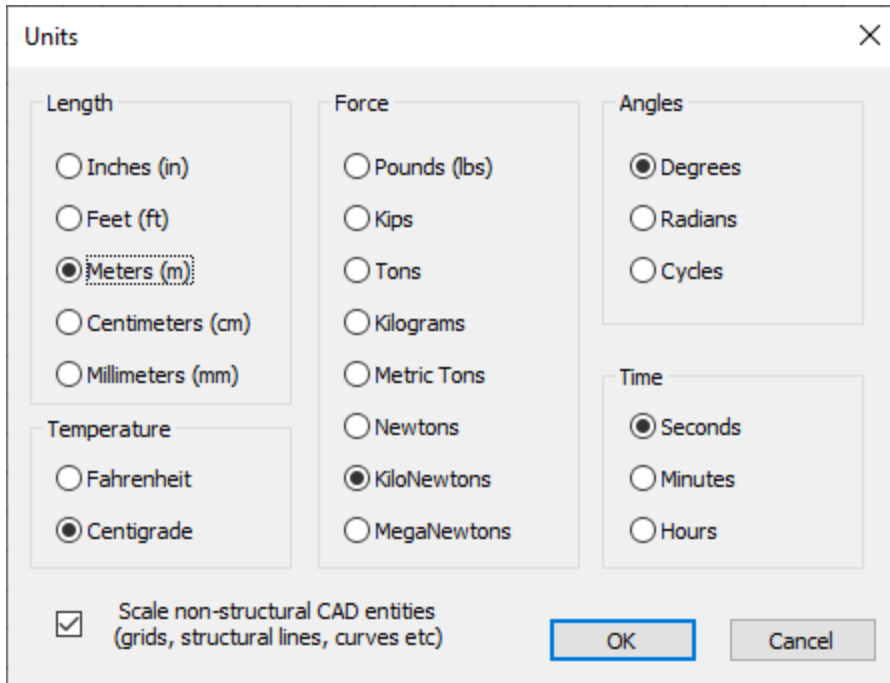 Units
Length
Inches (in)
Feet (ft)
Meters (m)
Centimeters (cm)
Millimeters (mm)
Temperature
Fahrenheit
Centigrade
Force
Pounds (lbs)
Kips
Tons
Kilograms
Metric Tons
Newtons
KiloNewtons
MegaNewtons
Angles
Degrees
Radians
Cycles
Time
Seconds
Minutes
Hours
Scale non-structural CAD entities
(grids, structural lines, curves etc)
OK
Cancel